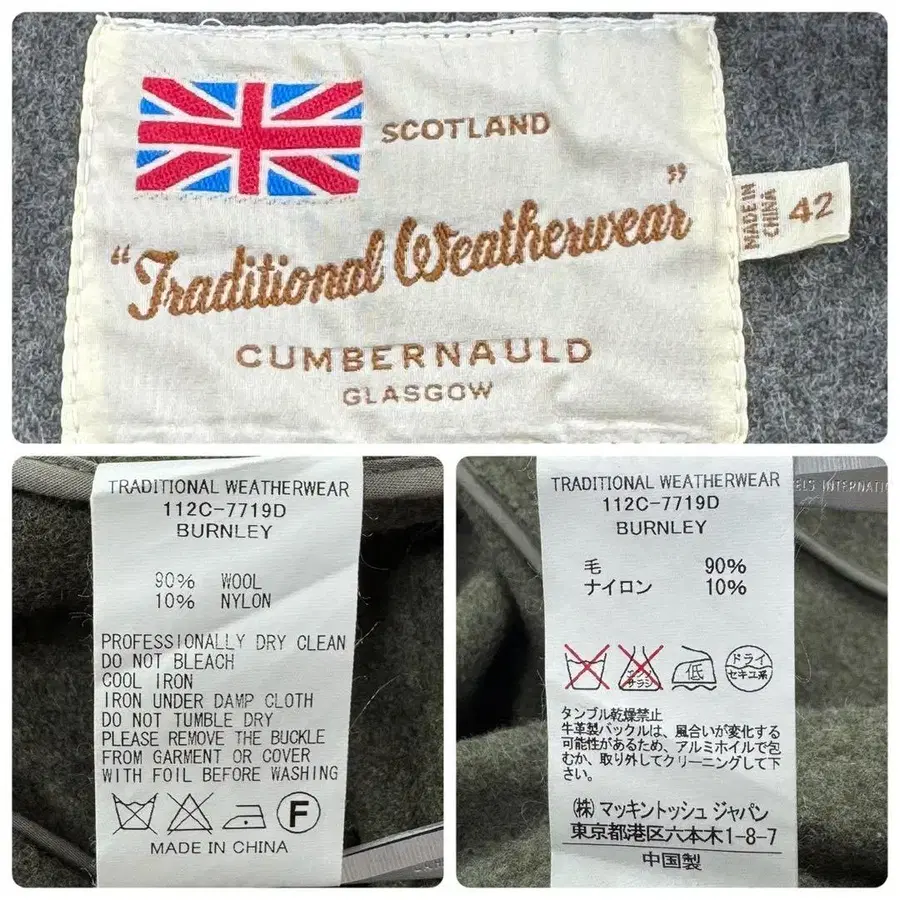 SCOTLAND
"Traditional Weatherwear"
CUMBERNAULD
GLASGOW
MADE IN
CHINA
42
TRADITIONAL WEATHERWEAR
112C-7719D
BURNLEY
90% WOOL
10% NYLON
PROFESSIONALLY DRY CLEAN
DO NOT BLEACH
COOL IRON
IRON UNDER DAMP CLOTH
DO NOT TUMBLE DRY
PLEASE REMOVE THE BUCKLE
FROM GARMENT OR COVER
WITH FOIL BEFORE WASHING
F
MADE IN CHINA
TRADITIONAL WEATHERWEAR
112C-7719D
BURNLEY
毛 90%
ナイロン 10%
低
ドライ
セキユ系
タンブル乾燥禁止
牛革製バックルは、風合いが変化する
可能性があるため、アルミホイルで包
むか、取り外してクリーニングして下
さい。
(株)マッキントッシュ ジャパン
東京都港区六本木1-8-7
中国製